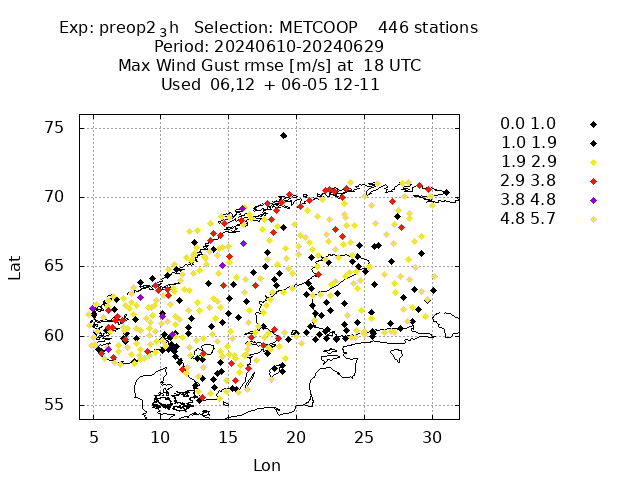 Exp: preop2₃h Selection: METCOOP 446 stations
Period: 20240610-20240629
Max Wind Gust rmse [m/s] at 18 UTC
Used 06,12 + 06-05 12-11
0.0 1.0
1.0 1.9
1.9 2.9
2.9 3.8
3.8 4.8
4.8 5.7
75
70
65
60
55
Lat
5 10 15 20 25 30
Lon